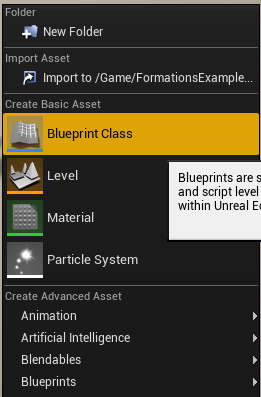 Folder
New Folder
Import Asset
Import to /Game/FormationsExample...
Create Basic Asset
Blueprint Class
Level
Blueprints are s
and script level
within Unreal Ed
Material
Particle System
Create Advanced Asset
Animation
Artificial Intelligence
Blendables
Blueprints